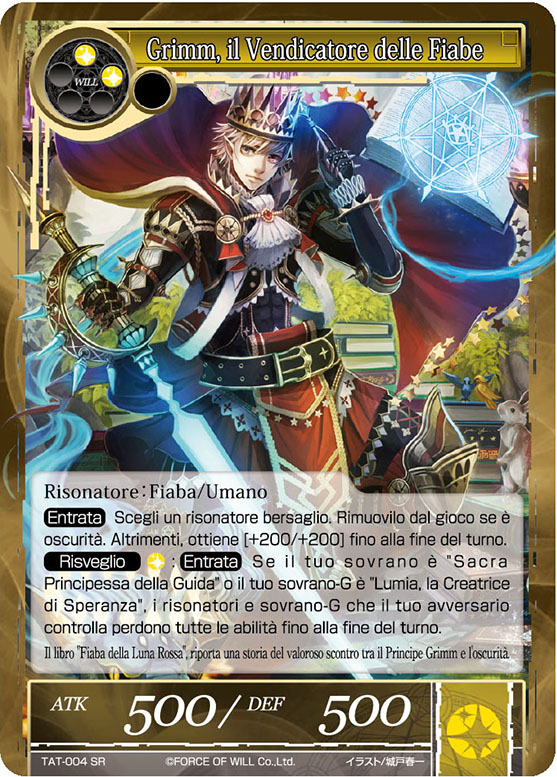 Grimm, il Vendicatore delle Fiabe
WILL
Risonatore：Fiaba/Umano
Entrata Scegli un risonatore bersaglio. Rimuovilo dal gioco se è
oscurità. Altrimenti, ottiene [+200/+200] fino alla fine del turno.
Risveglio : Entrata Se il tuo sovrano è "Sacra
Principessa della Guida" o il tuo sovrano-G è "Lumia, la Creatrice
di Speranza", i risonatori e sovrano-G che il tuo avversario
controlla perdono tutte le abilità fino alla fine del turno.
Il libro "Fiaba della Luna Rossa", riporta una storia del valoroso scontro tra il Principe Grimm e l'oscurità.
ATK 500 / DEF 500
TAT-004 SR ©FORCE OF WILL Co.,Ltd. イラスト/城戸春一